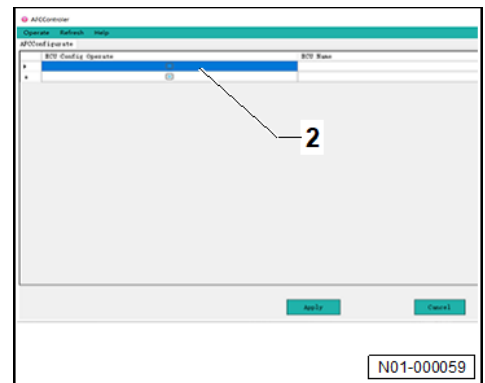 AFCController
Operate Refresh Help
AFCConfigurate
ECU Config Operate ECU Name
2
Apply Cancel
N01-000059